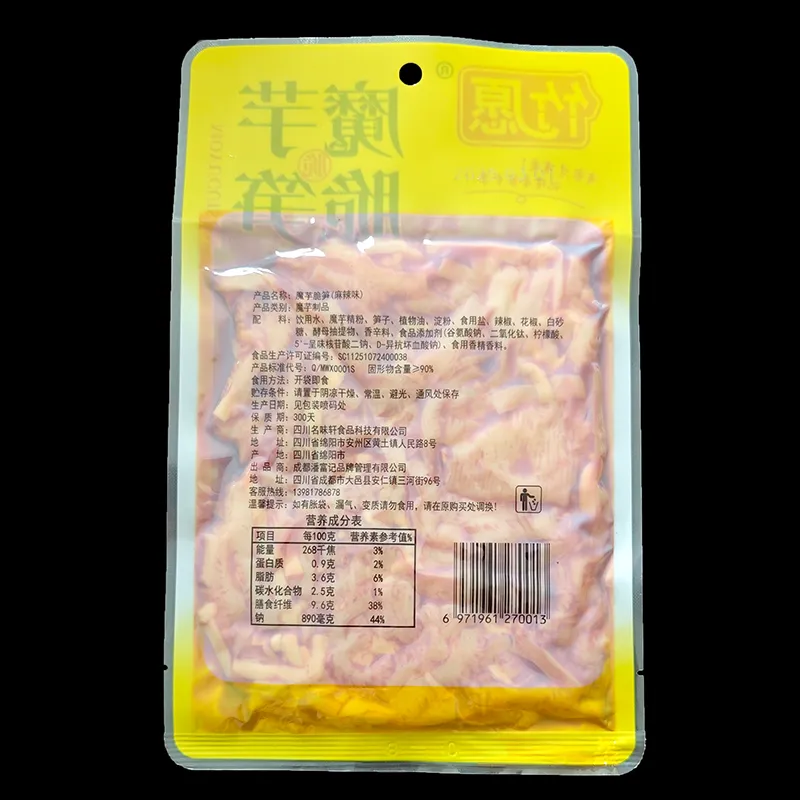 竹愿
®
魔芋
脆笋
产品名称：魔芋脆笋(麻辣味)
产品类别：魔芋制品
配 料：饮用水、魔芋精粉、笋子、植物油、淀粉、食用盐、辣椒、花椒、白砂
糖、酵母抽提物、香辛料、食品添加剂(谷氨酸钠、二氧化钛、柠檬酸、
5'-呈味核苷酸二钠、D-异抗坏血酸钠)、食用香精香料。
食品生产许可证编号：SC11251072400038
产品标准代号：Q/MWX0001S 固形物含量≥90%
食用方法：开袋即食
贮存条件：请置于阴凉干燥、常温、避光、通风处保存
生产日期：见包装喷码处
保 质 期：300天
生 产 商：四川名味轩食品科技有限公司
地 址：四川省绵阳市安州区黄土镇人民路8号
产 地：四川省绵阳市
出 品 商：成都潘富记品牌管理有限公司
地 址：四川省成都市大邑县安仁镇三河街96号
客服热线：13981786878
温馨提示：如有胀袋、漏气、变质请勿食用，请在原购买处调换！
营养成分表
项目 每100克 营养素参考值%
能量 268千焦 3%
蛋白质 0.9克 2%
脂肪 3.6克 6%
碳水化合物 2.5克 1%
膳食纤维 9.6克 38%
钠 890毫克 44%
6 971961 270013